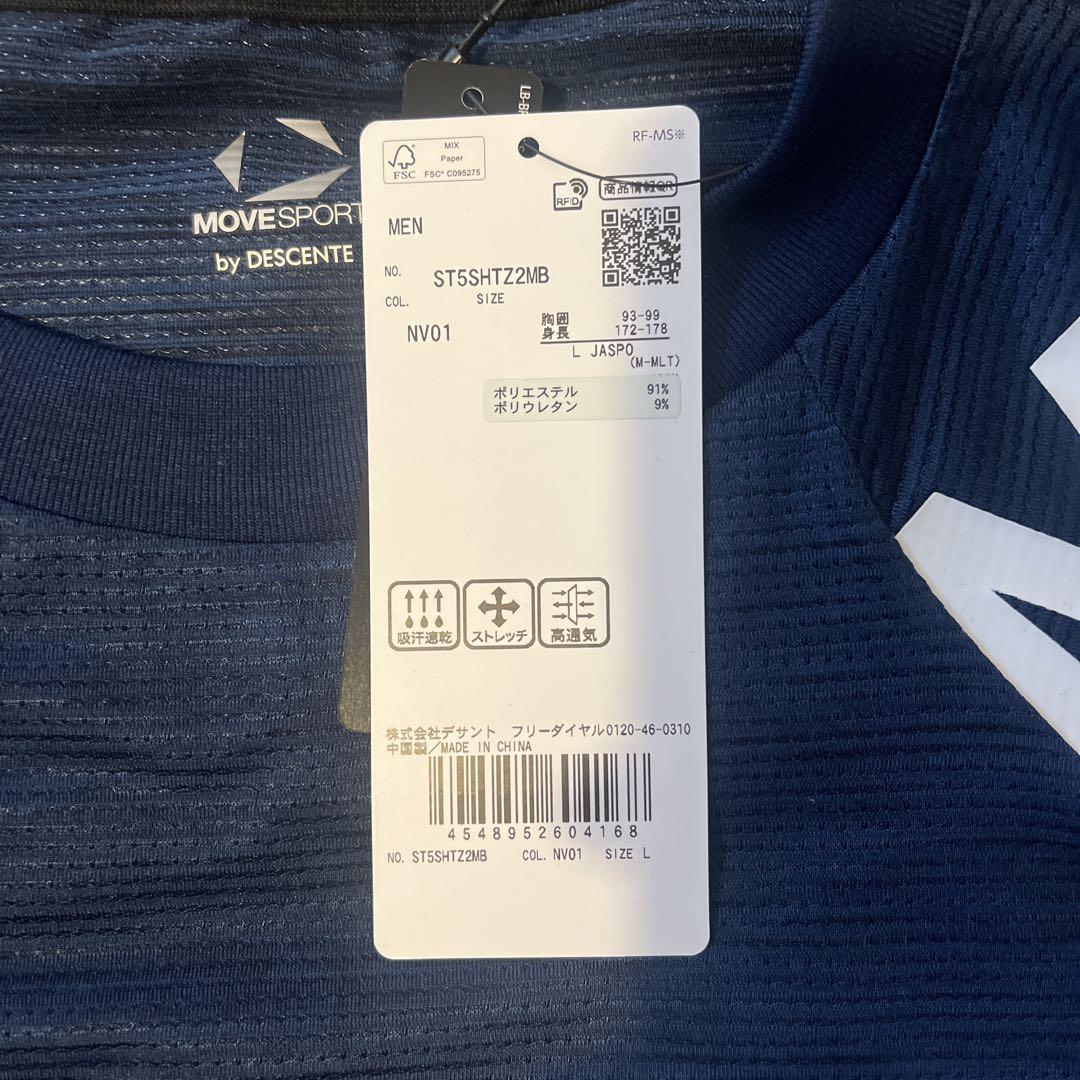 MOVESPORT
by DESCENTE
LB-BF
RF-MS※
MIX
Paper
FSC® C095275
FSC
RFID
商品情報QR
MEN
NO. ST5SHTZ2MB
COL. SIZE
NV01
胸囲 93-99
身長 172-178
L JASPO
(M-MLT)
ポリエステル 91%
ポリウレタン 9%
吸汗速乾
ストレッチ
高通気
株式会社デサント フリーダイヤル0120-46-0310
中国製/MADE IN CHINA
4548952604168
NO. ST5SHTZ2MB COL. NV01 SIZE L